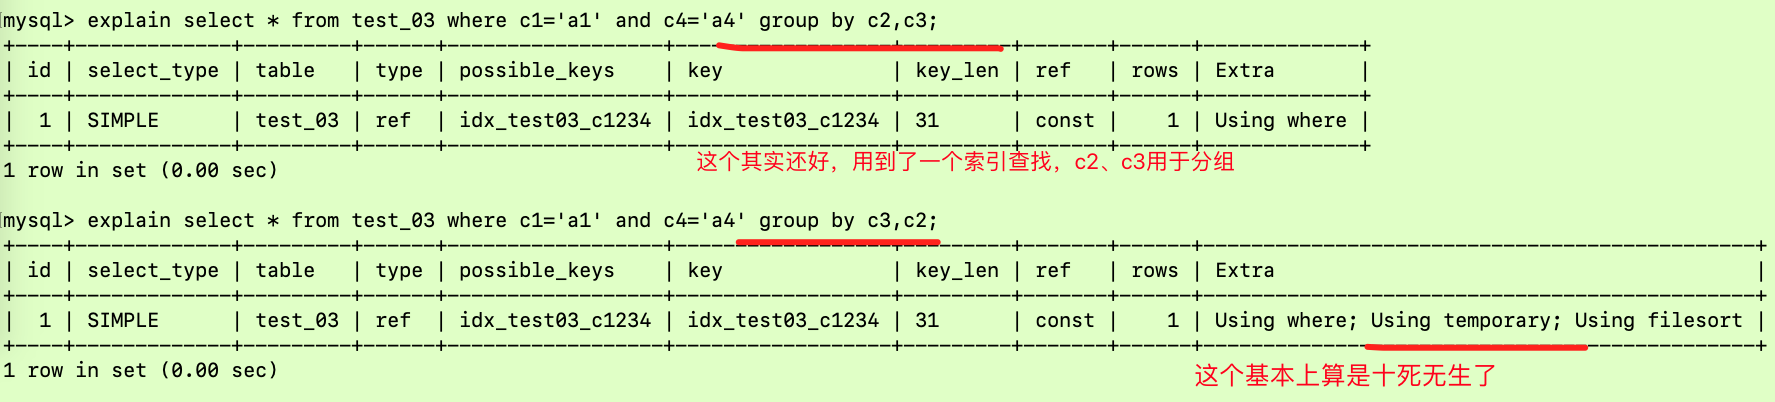 mysql> explain select * from test_03 where c1='a1' and c4='a4' group by c2,c3;
+----+-------------+----------+------+-----------------+-----------------+---------+-------+------+-------------+
| id | select_type | table    | type | possible_keys   | key             | key_len | ref   | rows | Extra       |
+----+-------------+----------+------+-----------------+-----------------+---------+-------+------+-------------+
|  1 | SIMPLE      | test_03 | ref  | idx_test03_c1234 | idx_test03_c1234 | 31      | const |    1 | Using where |
+----+-------------+----------+------+-----------------+-----------------+---------+-------+------+-------------+
这个其实还好，用到了一个索引查找，c2、c3用于分组
1 row in set (0.00 sec)
mysql> explain select * from test_03 where c1='a1' and c4='a4' group by c3,c2;
+----+-------------+---------+------+------------------+------------------+---------+-------+------+----------------------------------------------+
| id | select_type | table   | type | possible_keys    | key              | key_len | ref   | rows | Extra                                        |
+----+-------------+---------+------+------------------+------------------+---------+-------+------+----------------------------------------------+
|  1 | SIMPLE      | test_03 | ref  | idx_test03_c1234 | idx_test03_c1234 | 31      | const |    1 | Using where; Using temporary; Using filesort |
+----+-------------+---------+------+------------------+------------------+---------+-------+------+----------------------------------------------+
1 row in set (0.00 sec)
这个基本上算是十死无生了